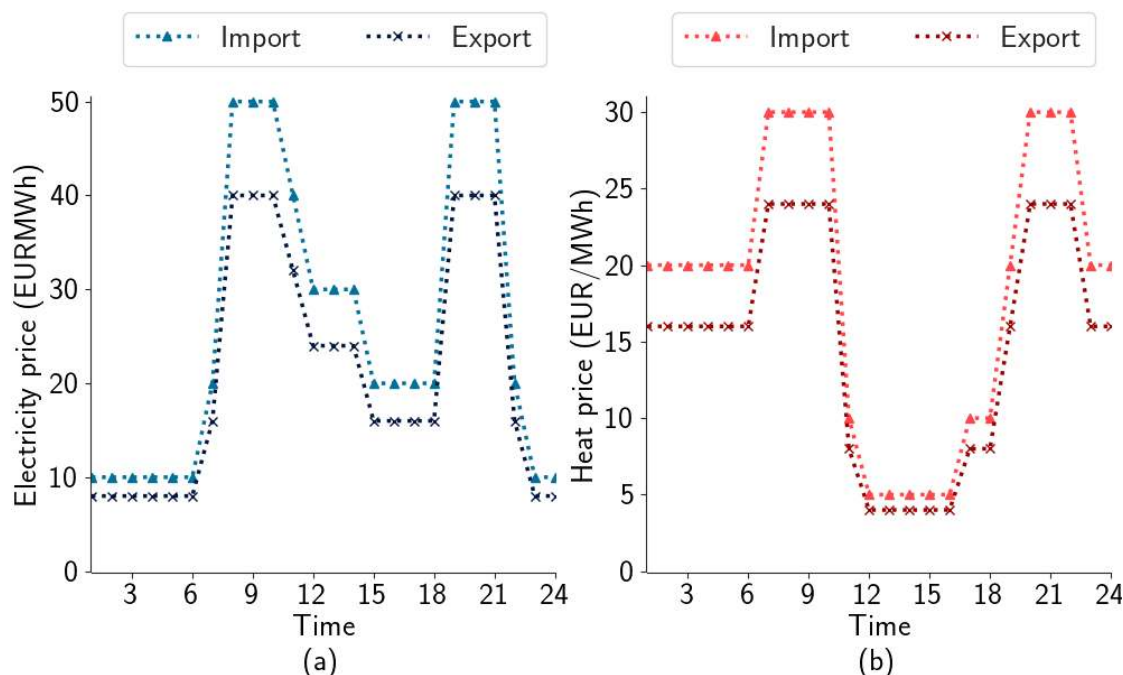 Import Export
Import Export
Electricity price (EURMWh)
50
40
30
20
10
0
3 6 9 12 15 18 21 24
Time
(a)
Heat price (EUR/MWh)
30
25
20
15
10
5
0
3 6 9 12 15 18 21 24
Time
(b)